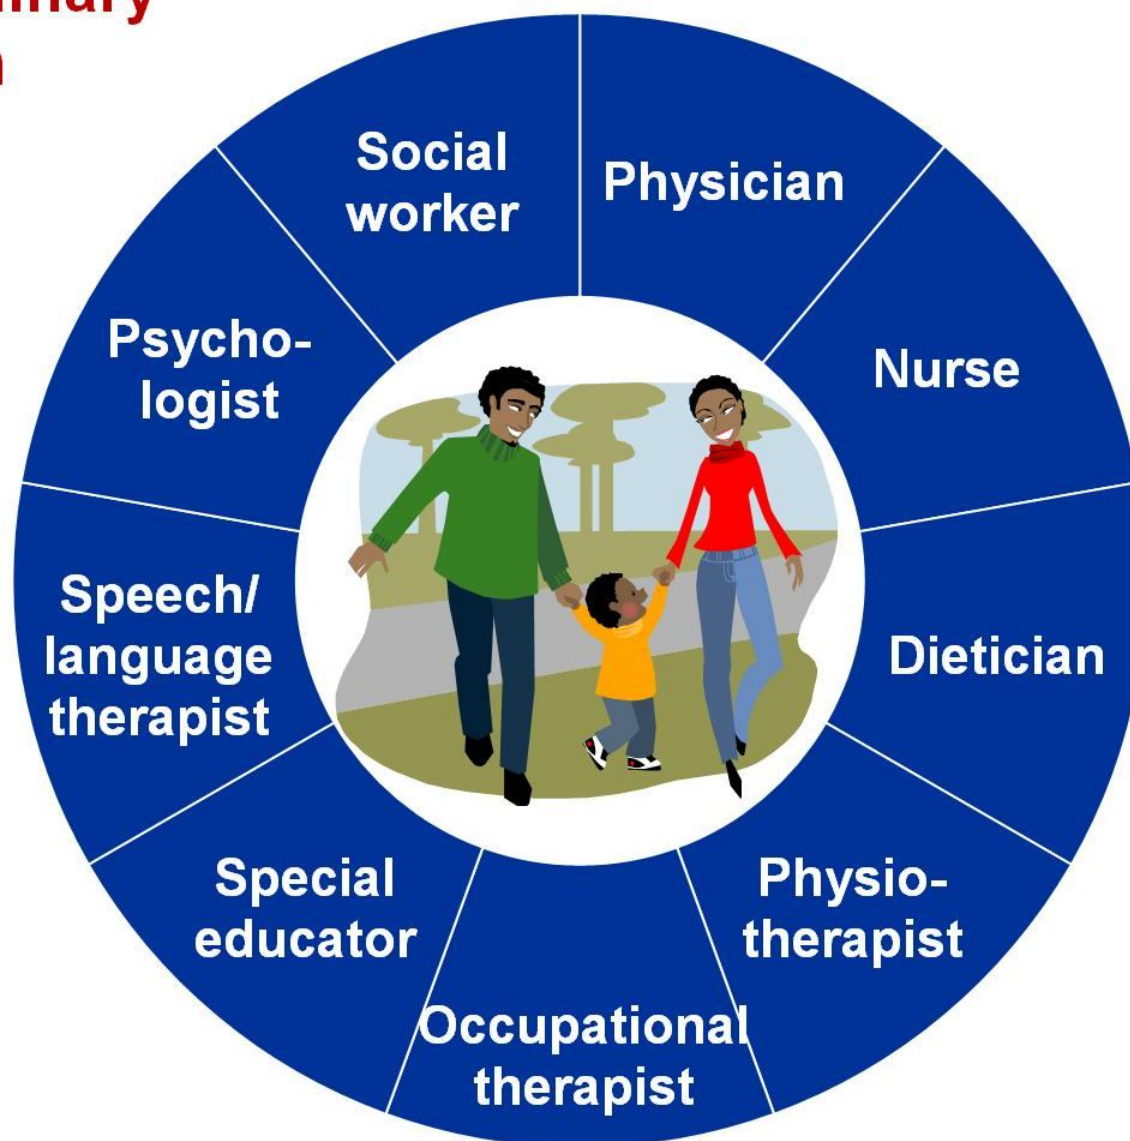 Social
worker
Physician
Nurse
Dietician
Physio-
therapist
Occupational
therapist
Special
educator
Speech/
language
therapist
Psycho-
logist